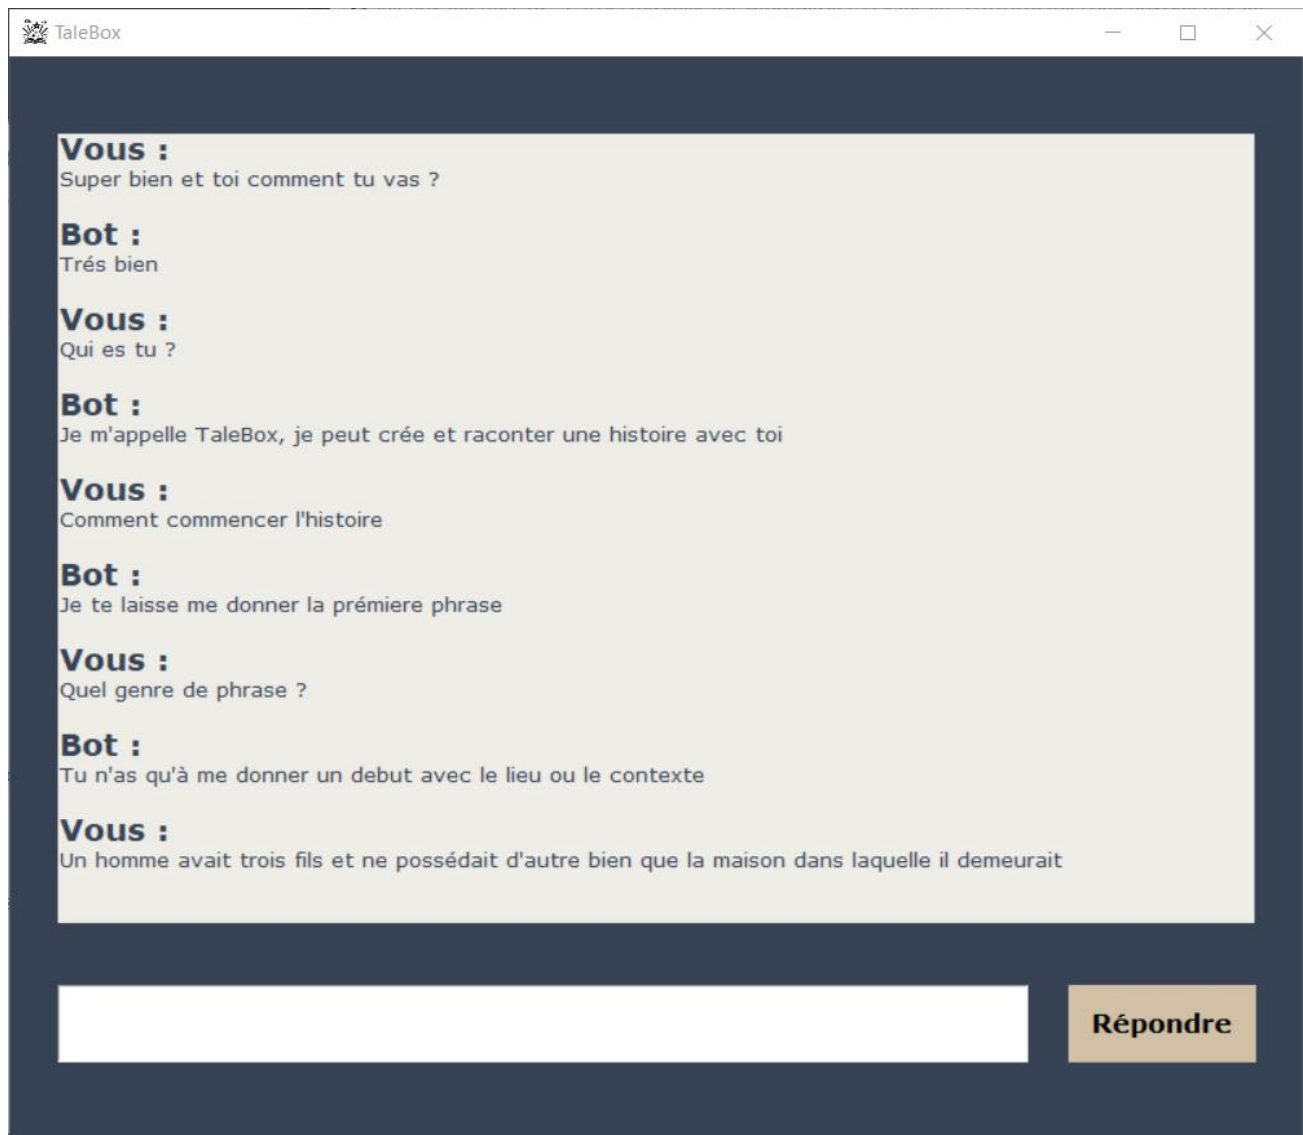 TaleBox
Vous :
Super bien et toi comment tu vas ?
Bot :
Trés bien
Vous :
Qui es tu ?
Bot :
Je m'appelle TaleBox, je peut crée et raconter une histoire avec toi
Vous :
Comment commencer l'histoire
Bot :
Je te laisse me donner la prémiere phrase
Vous :
Quel genre de phrase ?
Bot :
Tu n'as qu'à me donner un debut avec le lieu ou le contexte
Vous :
Un homme avait trois fils et ne possédait d'autre bien que la maison dans laquelle il demeurait
Répondre